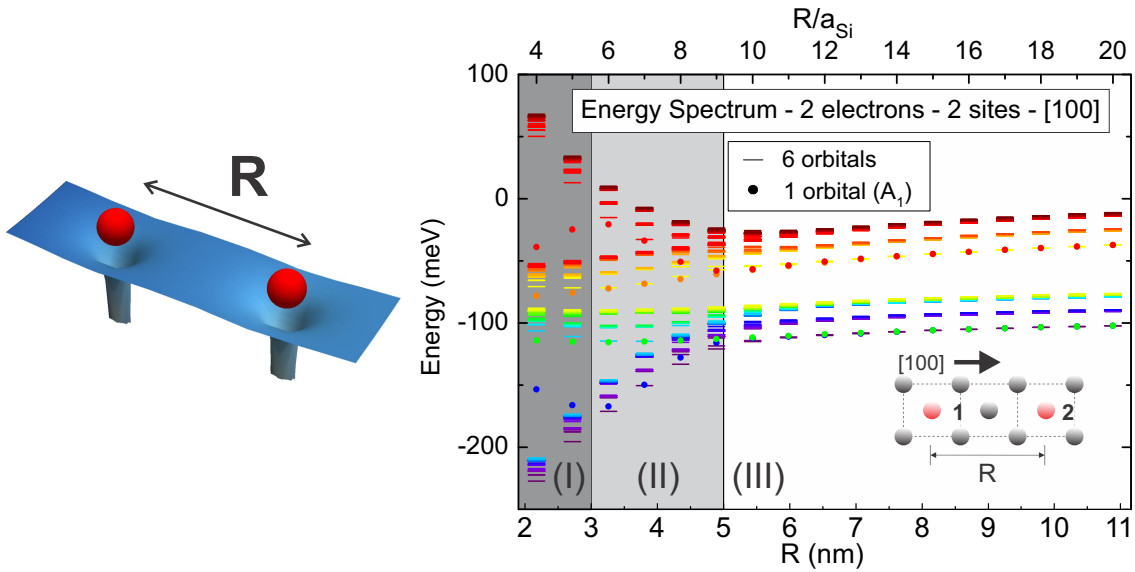 R
R/a_Si
4 6 8 10 12 14 16 18 20
Energy Spectrum - 2 electrons - 2 sites - [100]
6 orbitals
1 orbital (A_1)
100
0
-100
-200
Energy (meV)
[100]
1 2
R
(I) (II) (III)
2 3 4 5 6 7 8 9 10 11
R (nm)